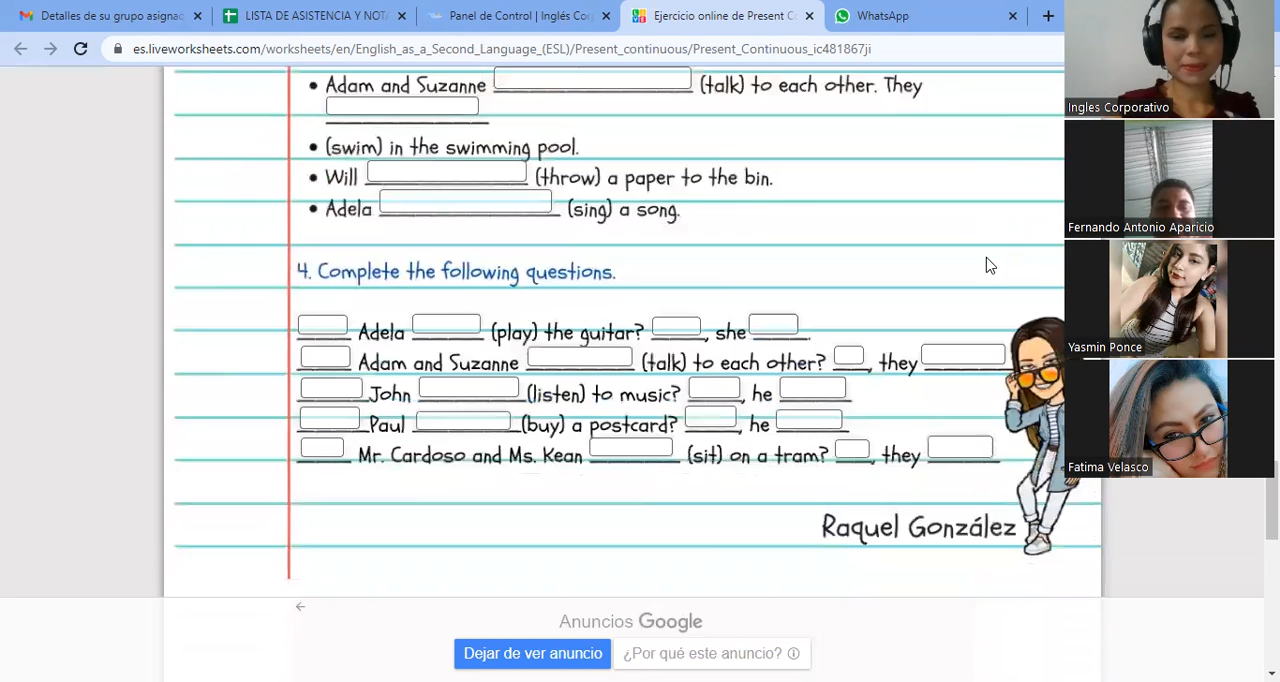 Detalles de su grupo asignac
LISTA DE ASISTENCIA Y NOT
Panel de Control | Inglés Corp
Ejercicio online de Present Co
WhatsApp
es.liveworksheets.com/worksheets/en/English_as_a_Second_Language_(ESL)/Present_continuous/Present_Continuous_ic481867ji
• Adam and Suzanne (talk) to each other. They
• (swim) in the swimming pool.
• Will (throw) a paper to the bin.
• Adela (sing) a song.
4. Complete the following questions.
Adela (play) the guitar? , she .
Adam and Suzanne (talk) to each other? , they
John (listen) to music? , he
Paul (buy) a postcard? , he
Mr. Cardoso and Ms. Kean (sit) on a tram? , they
Raquel González
Anuncios Google
Dejar de ver anuncio
¿Por qué este anuncio?
Ingles Corporativo
Fernando Antonio Aparicio
Yasmin Ponce
Fatima Velasco